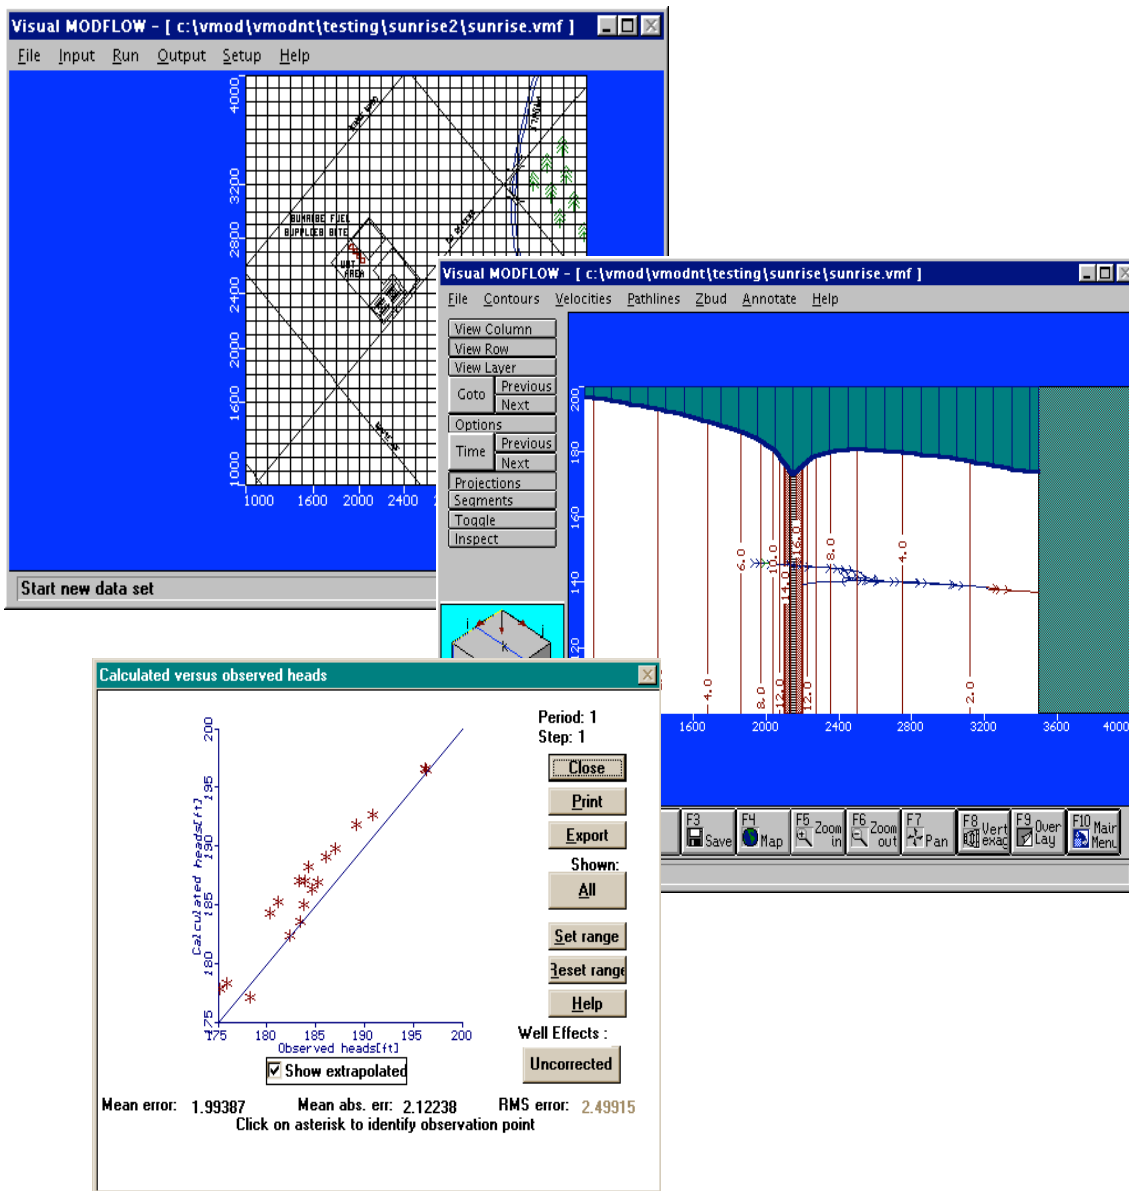 Visual MODFLOW - [ c:\vmod\vmodnt\testing\sunrise2\sunrise.vmf ]
File Input Run Output Setup Help
4000
3200
2800
2400
2000
1600
1000
SUNRISE FUEL
SUPPLIES SITE
UST
AREA
1000 1600 2000 2400
Start new data set
Visual MODFLOW - [ c:\vmod\vmodnt\testing\sunrise\sunrise.vmf ]
File Contours Velocities Pathlines Zbud Annotate Help
View Column
View Row
View Layer
Goto
Previous
Next
Options
Time
Previous
Next
Projections
Segments
Toggle
Inspect
200
180
160
140
120
6.0
10.0
14.0
16.0
8.0
4.0
4.0
8.0
12.0
12.0
2.0
1600 2000 2400 2800 3200 3600 4000
F3 Save
F4 Map
F5 Zoom in
F6 Zoom out
F7 Pan
F8 Vert exag
F9 Over Lay
F10 Main Menu
Calculated versus observed heads
200
195
190
185
180
175
Calculated heads[ft]
175 180 185 190 195 200
Observed heads[ft]
Show extrapolated
Period: 1
Step: 1
Close
Print
Export
Shown:
All
Set range
Reset range
Help
Well Effects :
Uncorrected
Mean error: 1.99387 Mean abs. err: 2.12238 RMS error: 2.49915
Click on asterisk to identify observation point